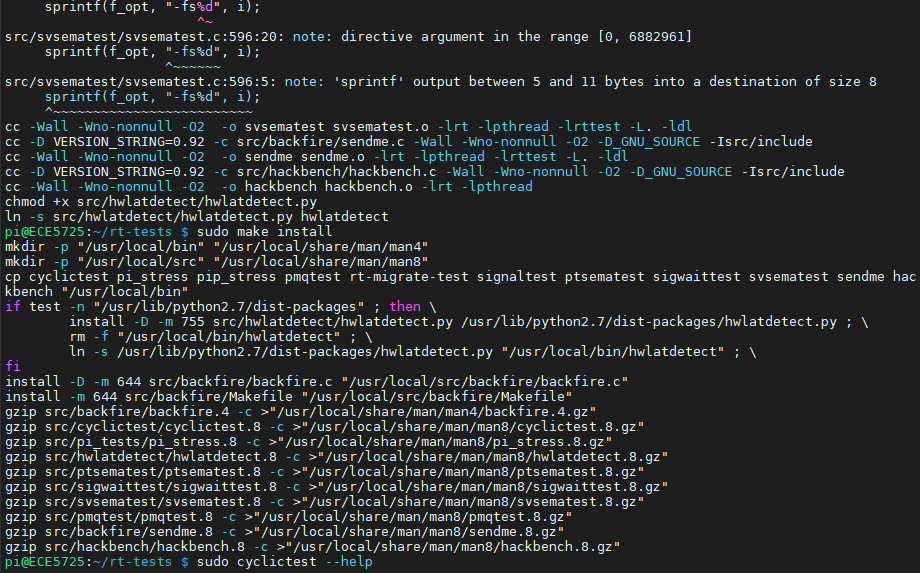 sprintf(f_opt, "-fs%d", i);
^~
src/svsematest/svsematest.c:596:20: note: directive argument in the range [0, 6882961]
sprintf(f_opt, "-fs%d", i);
^~~~~~~
src/svsematest/svsematest.c:596:5: note: 'sprintf' output between 5 and 11 bytes into a destination of size 8
sprintf(f_opt, "-fs%d", i);
^~~~~~~~~~~~~~~~~~~~~~~~~~
cc -Wall -Wno-nonnull -O2  -o svsematest svsematest.o -lrt -lpthread -lrttest -L. -ldl
cc -D VERSION_STRING=0.92 -c src/backfire/sendme.c -Wall -Wno-nonnull -O2 -D_GNU_SOURCE -Isrc/include
cc -Wall -Wno-nonnull -O2  -o sendme sendme.o -lrt -lpthread -lrttest -L. -ldl
cc -D VERSION_STRING=0.92 -c src/hackbench/hackbench.c -Wall -Wno-nonnull -O2 -D_GNU_SOURCE -Isrc/include
cc -Wall -Wno-nonnull -O2  -o hackbench hackbench.o -lrt -lpthread
chmod +x src/hwlatdetect/hwlatdetect.py
ln -s src/hwlatdetect/hwlatdetect.py hwlatdetect
pi@ECE5725:~/rt-tests $ sudo make install
mkdir -p "/usr/local/bin" "/usr/local/share/man/man4"
mkdir -p "/usr/local/src" "/usr/local/share/man/man8"
cp cyclictest pi_stress pip_stress pmqtest rt-migrate-test signaltest ptsematest sigwaittest svsematest sendme hac
kbench "/usr/local/bin"
if test -n "/usr/lib/python2.7/dist-packages" ; then \
install -D -m 755 src/hwlatdetect/hwlatdetect.py /usr/lib/python2.7/dist-packages/hwlatdetect.py ; \
rm -f "/usr/local/bin/hwlatdetect" ; \
ln -s /usr/lib/python2.7/dist-packages/hwlatdetect.py "/usr/local/bin/hwlatdetect" ; \
fi
install -D -m 644 src/backfire/backfire.c "/usr/local/src/backfire/backfire.c"
install -m 644 src/backfire/Makefile "/usr/local/src/backfire/Makefile"
gzip src/backfire/backfire.4 -c >"/usr/local/share/man/man4/backfire.4.gz"
gzip src/cyclictest/cyclictest.8 -c >"/usr/local/share/man/man8/cyclictest.8.gz"
gzip src/pi_tests/pi_stress.8 -c >"/usr/local/share/man/man8/pi_stress.8.gz"
gzip src/hwlatdetect/hwlatdetect.8 -c >"/usr/local/share/man/man8/hwlatdetect.8.gz"
gzip src/ptsematest/ptsematest.8 -c >"/usr/local/share/man/man8/ptsematest.8.gz"
gzip src/sigwaittest/sigwaittest.8 -c >"/usr/local/share/man/man8/sigwaittest.8.gz"
gzip src/svsematest/svsematest.8 -c >"/usr/local/share/man/man8/svsematest.8.gz"
gzip src/pmqtest/pmqtest.8 -c >"/usr/local/share/man/man8/pmqtest.8.gz"
gzip src/backfire/sendme.8 -c >"/usr/local/share/man/man8/sendme.8.gz"
gzip src/hackbench/hackbench.8 -c >"/usr/local/share/man/man8/hackbench.8.gz"
pi@ECE5725:~/rt-tests $ sudo cyclictest --help